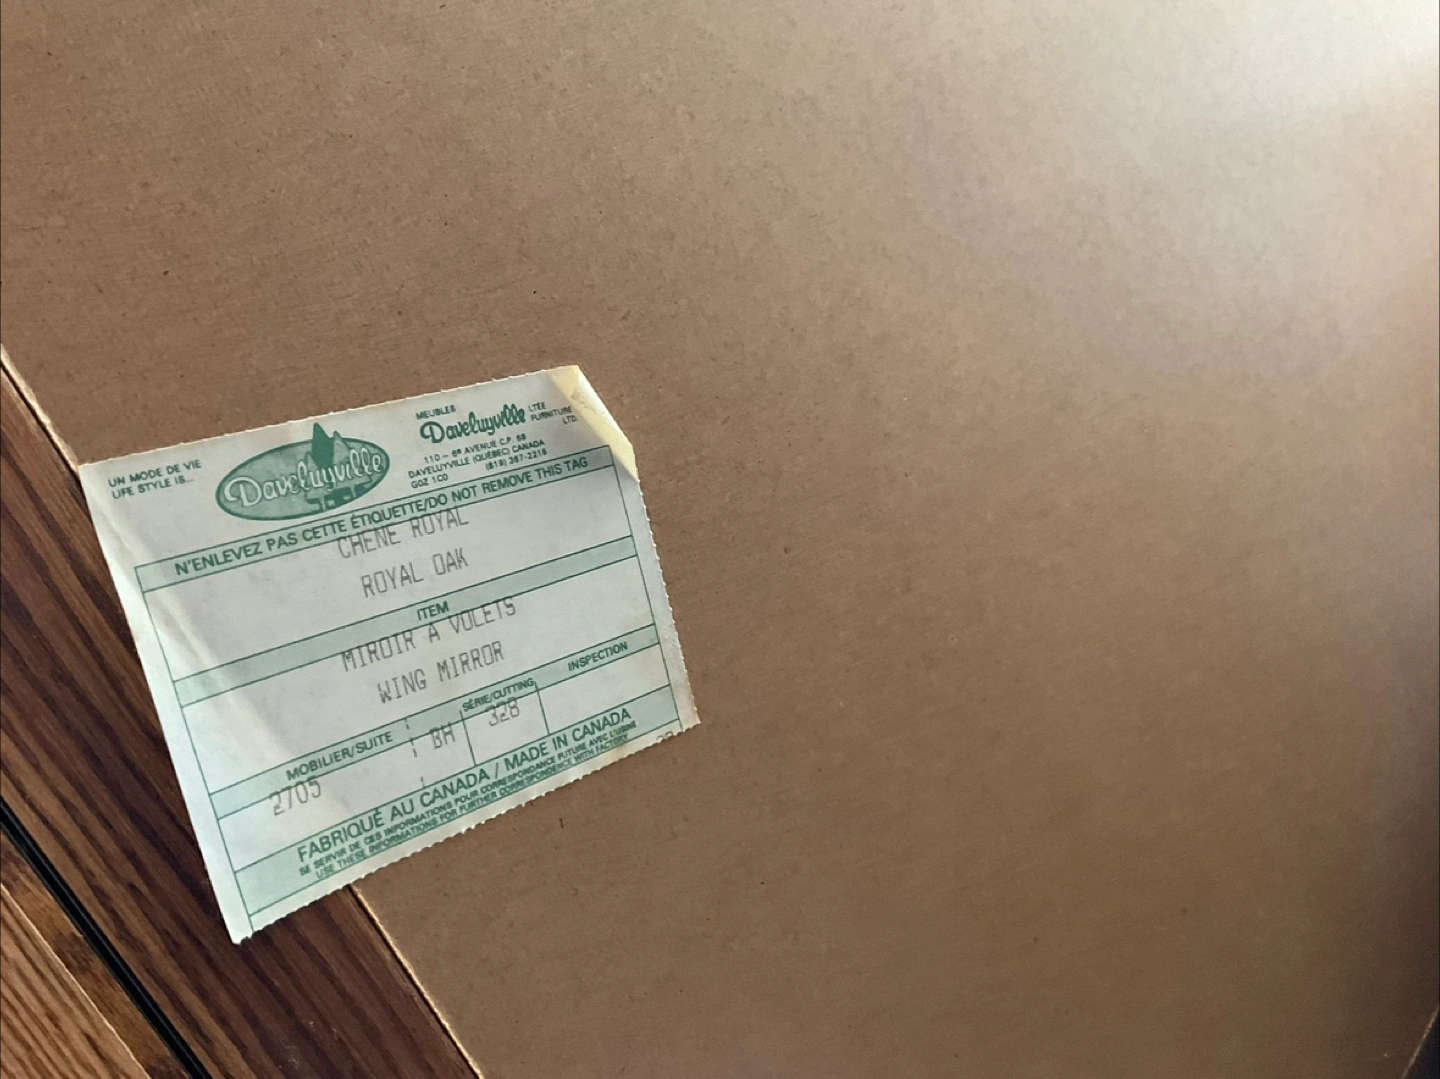 UN MODE DE VIE
LIFE STYLE IS...
Daveluyville
MEUBLES
Daveluyville
LTÉE
FURNITURE
LTD.
110 – 6e AVENUE C.P. 68
DAVELUYVILLE (QUÉBEC) CANADA
G0Z 1C0 (819) 367-2218
N'ENLEVEZ PAS CETTE ÉTIQUETTE/DO NOT REMOVE THIS TAG
CHENE ROYAL
ROYAL OAK
ITEM
MIROIR A VOLETS
WING MIRROR
MOBILIER/SUITE
SÉRIE/CUTTING
INSPECTION
2705
BH
328
FABRIQUÉ AU CANADA / MADE IN CANADA
SE SERVIR DE CES INFORMATIONS POUR CORRESPONDANCE FUTURE AVEC L'USINE
USE THESE INFORMATIONS FOR FURTHER CORRESPONDENCE WITH FACTORY